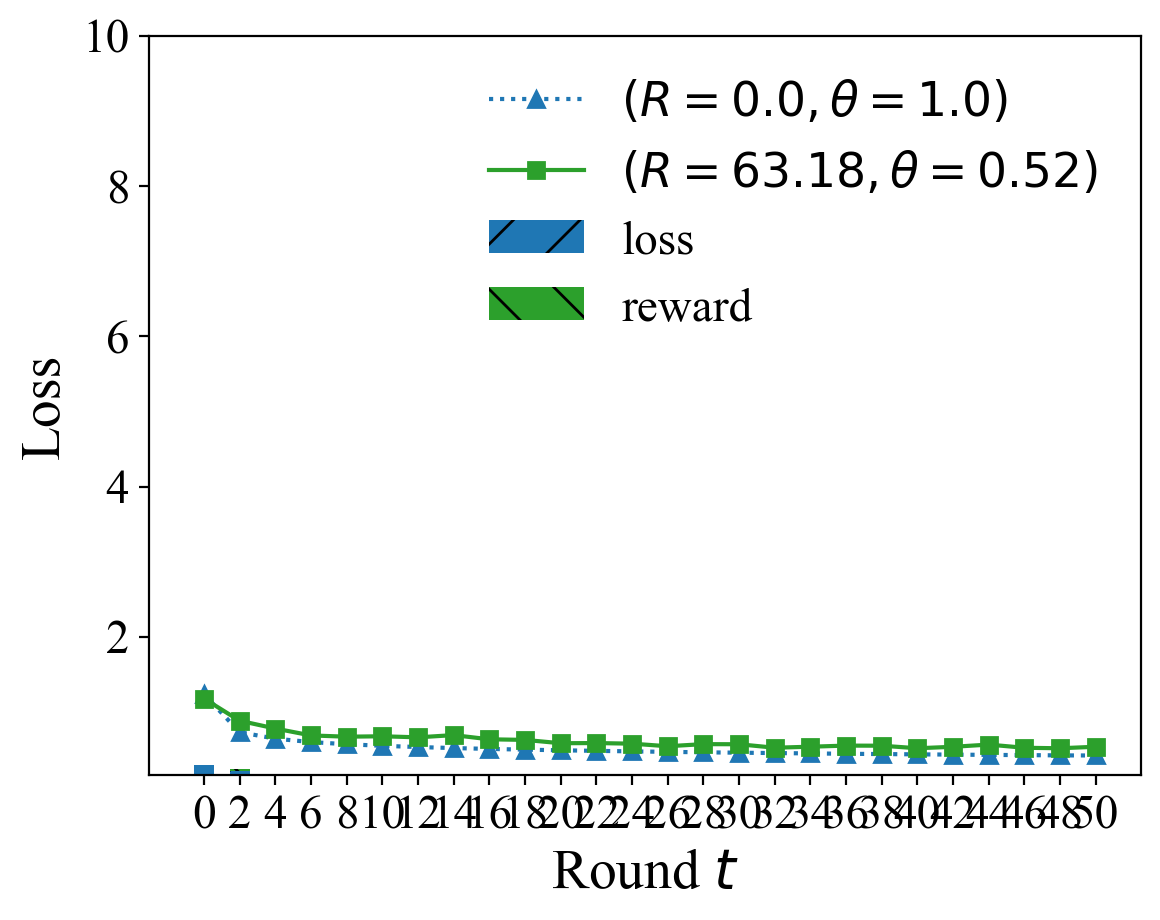 10
8
6
4
2
Loss
(R = 0.0, θ = 1.0)
(R = 63.18, θ = 0.52)
loss
reward
0 2 4 6 8 10 12 14 16 18 20 22 24 26 28 30 32 34 36 38 40 42 44 46 48 50
Round t